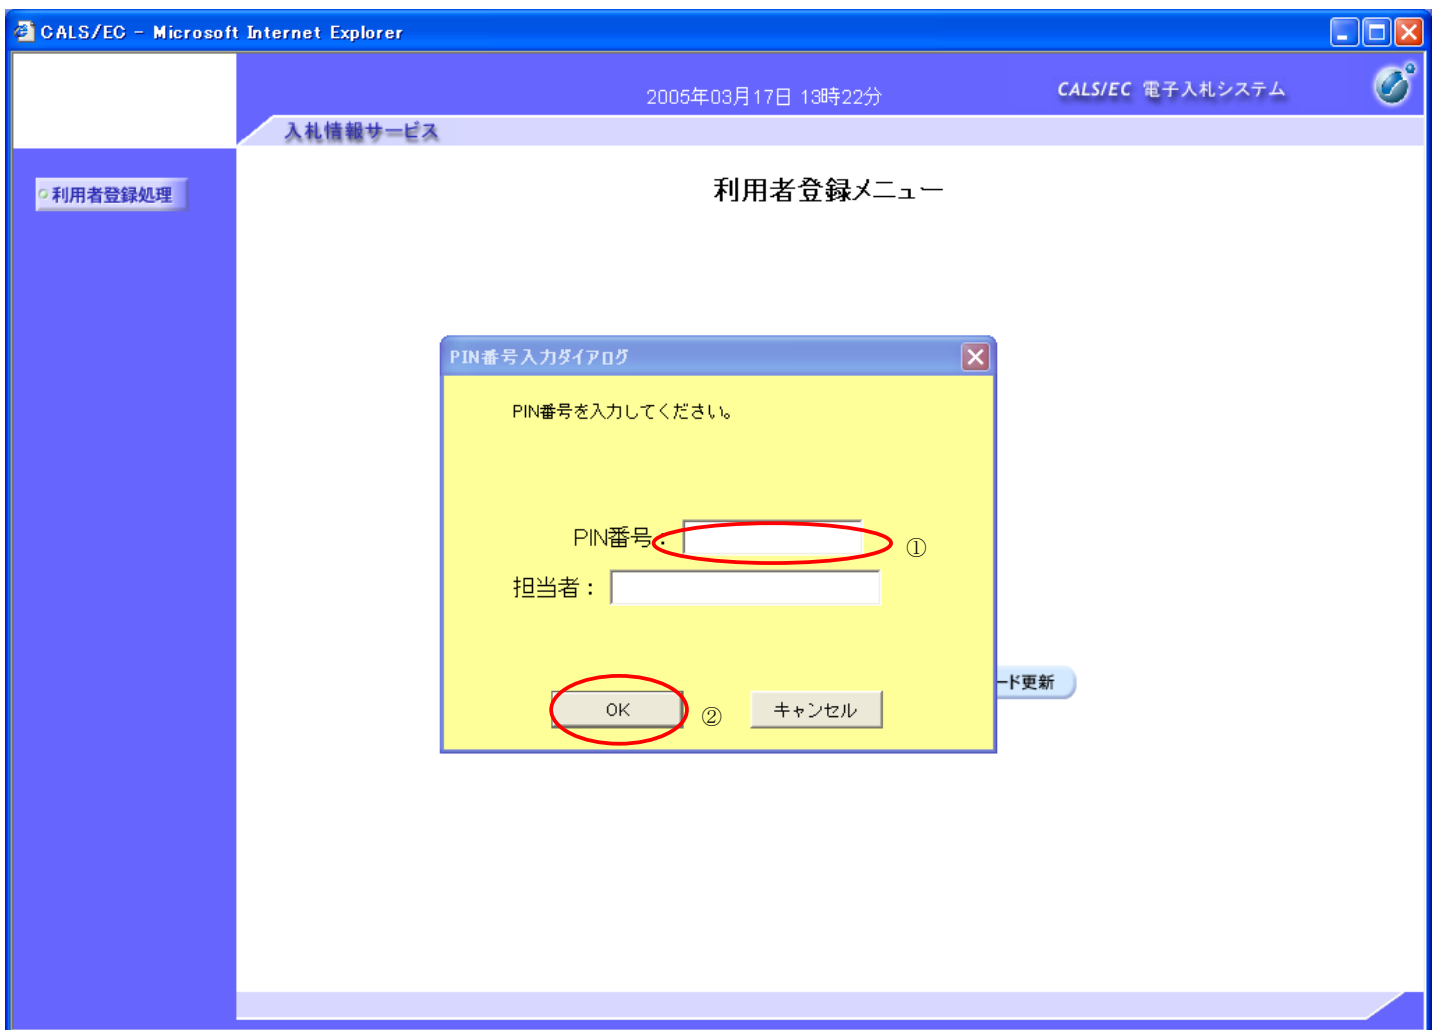 CALS/EC - Microsoft Internet Explorer
2005年03月17日 13時22分
CALS/EC 電子入札システム
入札情報サービス
利用者登録処理
利用者登録メニュー
PIN番号入力ダイアログ
PIN番号を入力してください。
PIN番号： ①
担当者：
ード更新
OK ② キャンセル